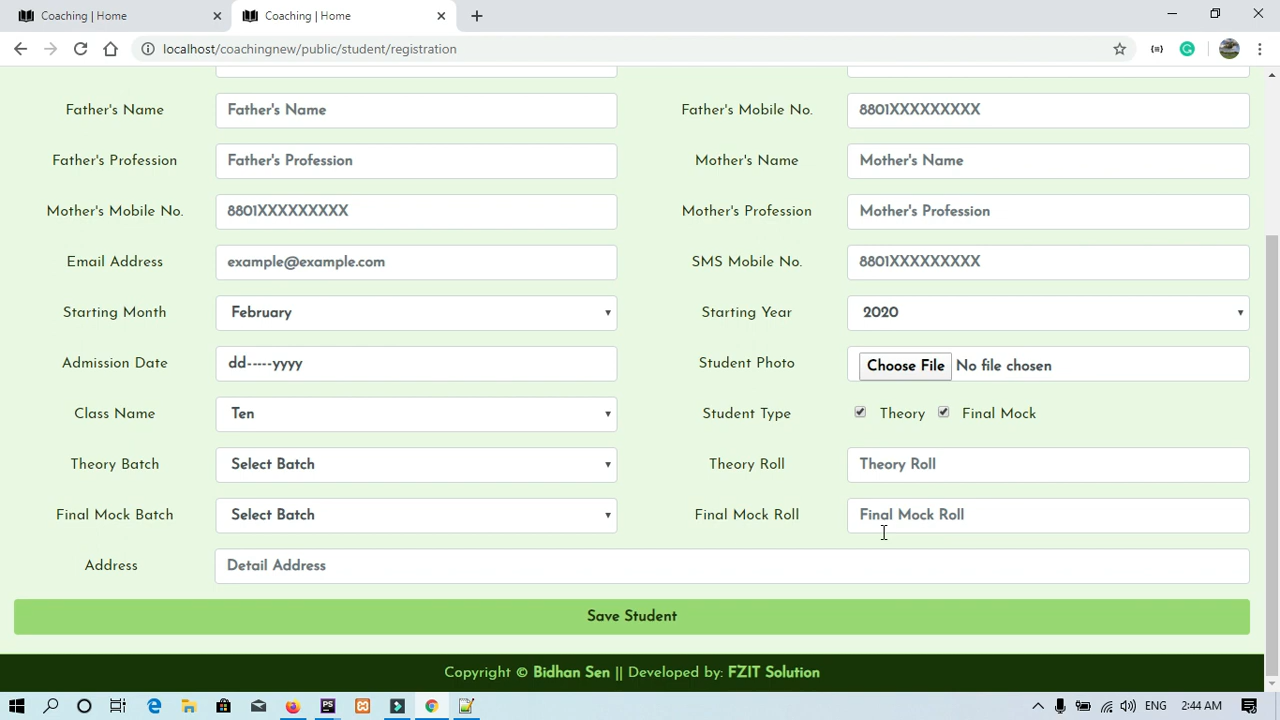 Coaching | Home
Coaching | Home
localhost/coachingnew/public/student/registration
Father's Name Father's Name Father's Mobile No. 8801XXXXXXXXX
Father's Profession Father's Profession Mother's Name Mother's Name
Mother's Mobile No. 8801XXXXXXXXX Mother's Profession Mother's Profession
Email Address example@example.com SMS Mobile No. 8801XXXXXXXXX
Starting Month February Starting Year 2020
Admission Date dd-----yyyy Student Photo Choose File No file chosen
Class Name Ten Student Type Theory Final Mock
Theory Batch Select Batch Theory Roll Theory Roll
Final Mock Batch Select Batch Final Mock Roll Final Mock Roll
Address Detail Address
Save Student
Copyright © Bidhan Sen || Developed by: FZIT Solution
ENG 2:44 AM